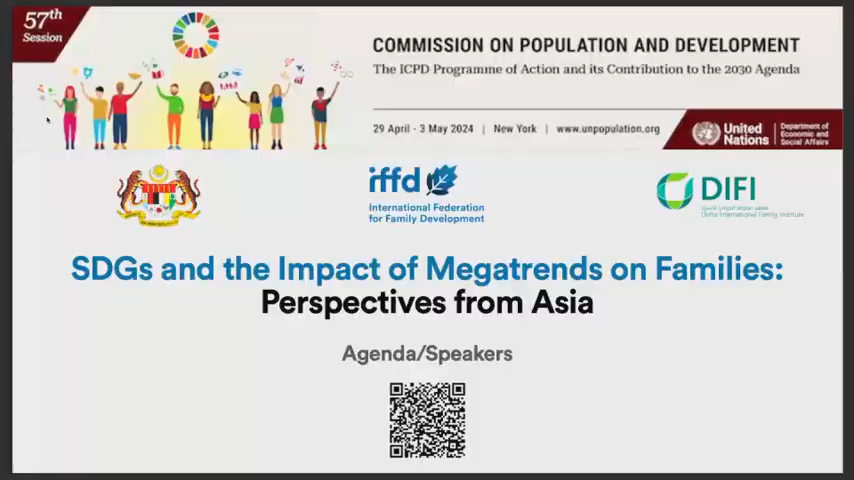 57th
Session
COMMISSION ON POPULATION AND DEVELOPMENT
The ICPD Programme of Action and its Contribution to the 2030 Agenda
29 April - 3 May 2024 | New York | www.unpopulation.org
United Nations
Department of
Economic and
Social Affairs
iffd
International Federation
for Family Development
DIFI
Doha International Family Institute
SDGs and the Impact of Megatrends on Families:
Perspectives from Asia
Agenda/Speakers